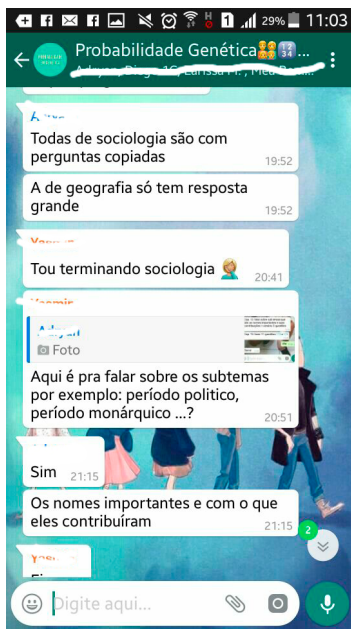 29% 11:03
Probabilidade Genética👨‍👩‍👧‍👦🔢...
Todas de sociologia são com
perguntas copiadas
19:52
A de geografia só tem resposta
grande
19:52
Tou terminando sociologia 🤦
20:41
Foto
Aqui é pra falar sobre os subtemas
por exemplo: período politico,
período monárquico ...?
20:51
Sim 21:15
Os nomes importantes e com o que
eles contribuíram
21:15
2
Digite aqui...